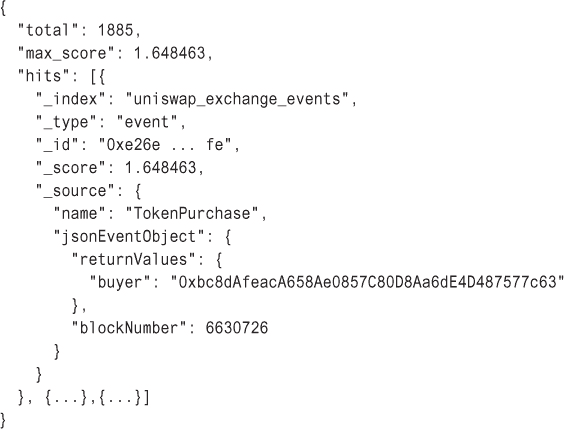 {
  "total": 1885,
  "max_score": 1.648463,
  "hits": [{
    "_index": "uniswap_exchange_events",
    "_type": "event",
    "_id": "0xe26e ... fe",
    "_score": 1.648463,
    "_source": {
      "name": "TokenPurchase",
      "jsonEventObject": {
        "returnValues": {
          "buyer": "0xbc8dAfeacA658Ae0857C80D8Aa6dE4D487577c63"
        },
        "blockNumber": 6630726
      }
    }
  }, {...},{...}]
}